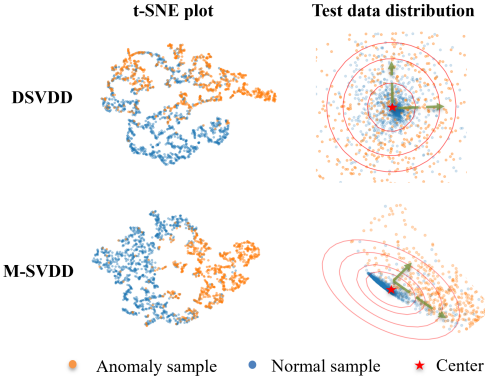 t-SNE plot
Test data distribution
DSVDD
M-SVDD
Anomaly sample
Normal sample
Center